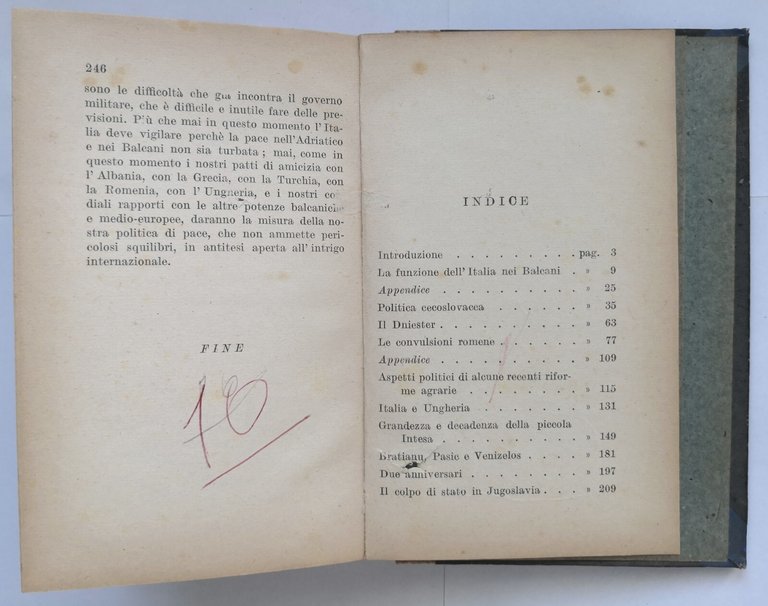 246
sono le difficoltà che già incontra il governo
militare, che è difficile e inutile fare delle pre-
visioni. Più che mai in questo momento l'Ita-
lia deve vigilare perchè la pace nell'Adriatico
e nei Balcani non sia turbata ; mai, come in
questo momento i nostri patti di amicizia con
l' Albania, con la Grecia, con la Turchia, con
la Romenia, con l' Ungheria, e i nostri cor
diali rapporti con le altre potenze balcaniche
e medio-europee, daranno la misura della no-
stra politica di pace, che non ammette peri-
colosi squilibri, in antitesi aperta all'intrigo
internazionale.
FINE
INDICE
Introduzione . . . . . . . . . pag. 3
La funzione dell'Italia nei Balcani . » 9
Appendice . . . . . . . . . . » 25
Politica cecoslovacca . . . . . . » 35
Il Dniester . . . . . . . . . . » 63
Le convulsioni romene . . . . . . » 77
Appendice . . . . . . . . . . » 109
Aspetti politici di alcune recenti rifor-
me agrarie . . . . . . . . » 115
Italia e Ungheria . . . . . . . » 131
Grandezza e decadenza della piccola
Intesa . . . . . . . . . . » 149
Bratianu, Pasic e Venizelos . . . . » 181
Due anniversari . . . . . . . . » 197
Il colpo di stato in Jugoslavia . . . » 209